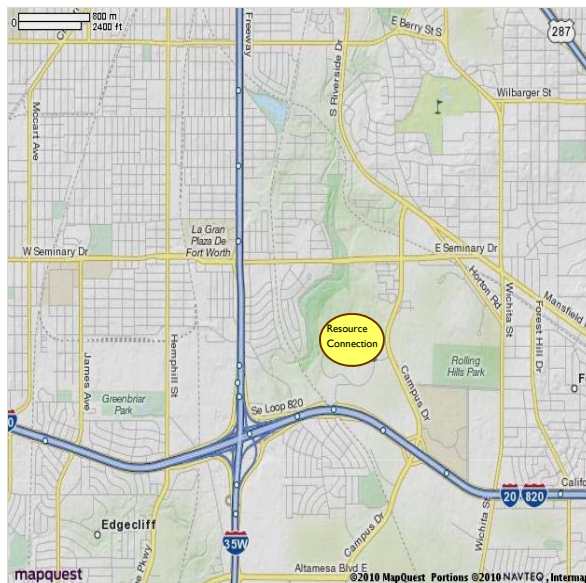 0
800 m
2400 ft
Freeway
E Berry St S
287
S Riverside Dr
Wilbarger St
Mccart Ave
La Gran
Plaza De
Fort Worth
W Seminary Dr
E Seminary Dr
Horton Rd
Mansfield
Wichita St
Forest Hill Dr
Resource
Connection
Hemphill St
James Ave
Campus Dr
Rolling
Hills Park
F
Greenbriar
Park
Se Loop 820
Califo
20
820
Wichita St
Edgecliff
Campus Dr
35W
Pkwy
Altamesa Blvd E
mapquest
©2010 MapQuest Portions ©2010 NAVTEQ, Interma